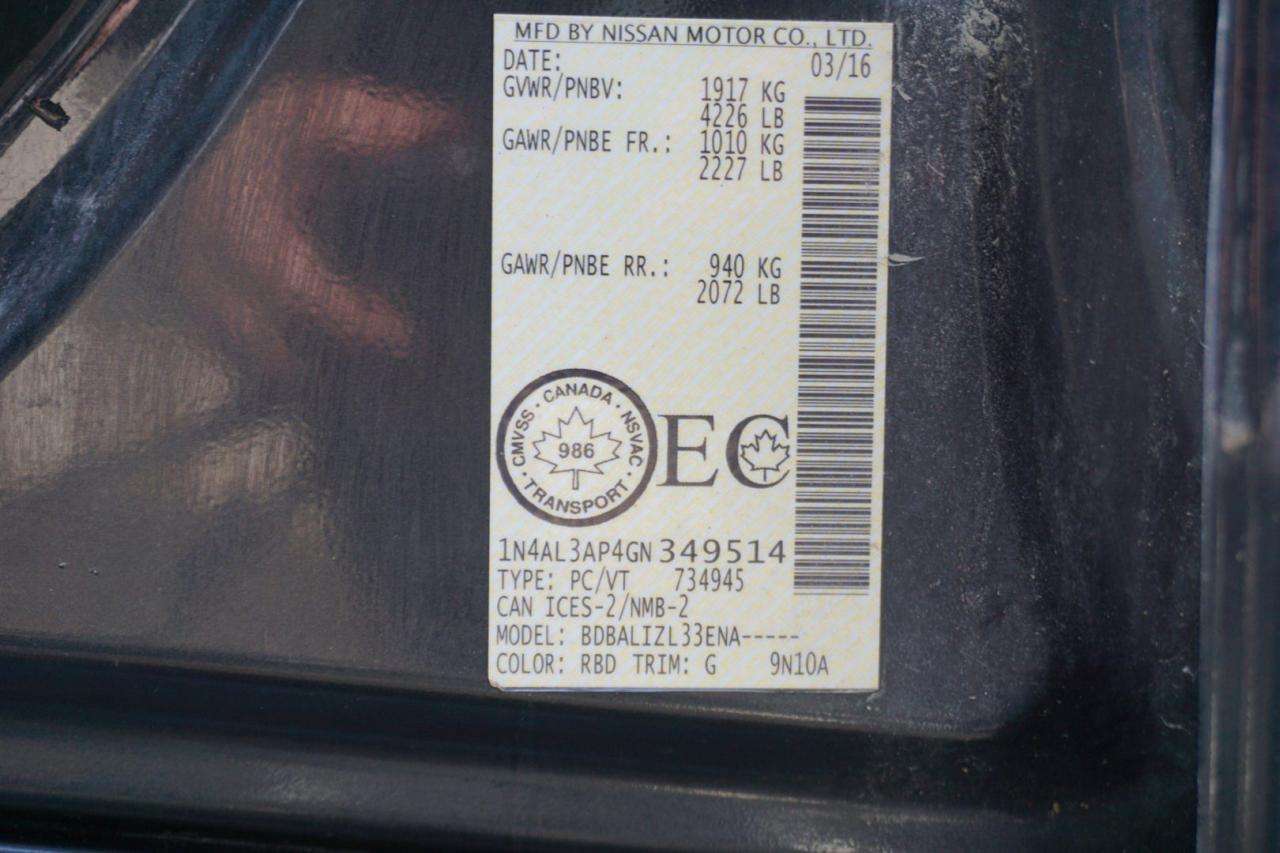 MFD BY NISSAN MOTOR CO., LTD.
DATE: 03/16
GVWR/PNBV: 1917 KG
4226 LB
GAWR/PNBE FR.: 1010 KG
2227 LB
GAWR/PNBE RR.: 940 KG
2072 LB
CMVSS · CANADA · NSVAC · TRANSPORT ·
986
EC
1N4AL3AP4GN349514
TYPE: PC/VT 734945
CAN ICES-2/NMB-2
MODEL: BDBALIZL33ENA-----
COLOR: RBD TRIM: G 9N10A